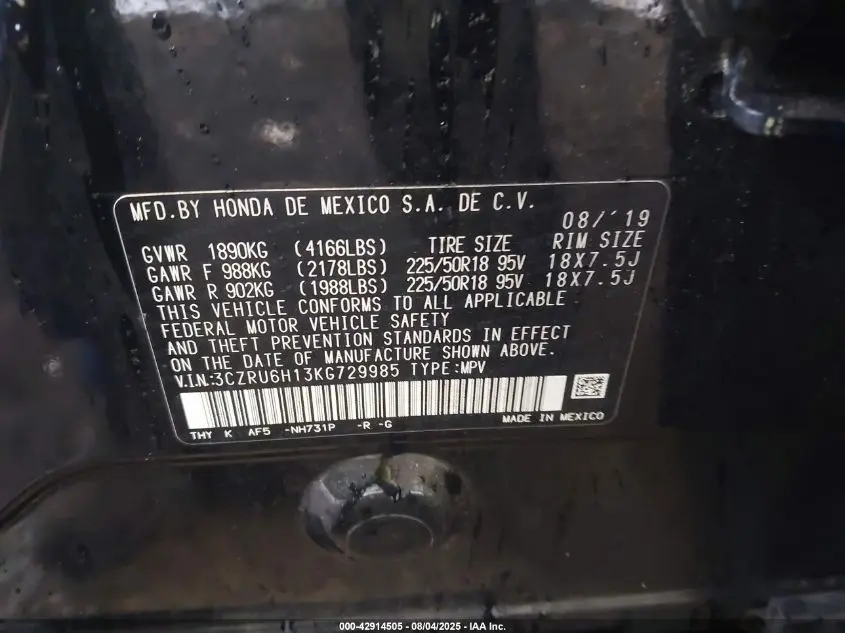 MFD. BY HONDA DE MEXICO S.A. DE C.V.
08/'19
GVWR 1890KG (4166LBS) TIRE SIZE RIM SIZE
GAWR F 988KG (2178LBS) 225/50R18 95V 18X7.5J
GAWR R 902KG (1988LBS) 225/50R18 95V 18X7.5J
THIS VEHICLE CONFORMS TO ALL APPLICABLE
FEDERAL MOTOR VEHICLE SAFETY
AND THEFT PREVENTION STANDARDS IN EFFECT
ON THE DATE OF MANUFACTURE SHOWN ABOVE.
V.I.N.:3CZRU6H13KG729985 TYPE:MPV
THY K AF5 -NH731P -R -G MADE IN MEXICO
000-42914505 - 08/04/2025 - IAA Inc.